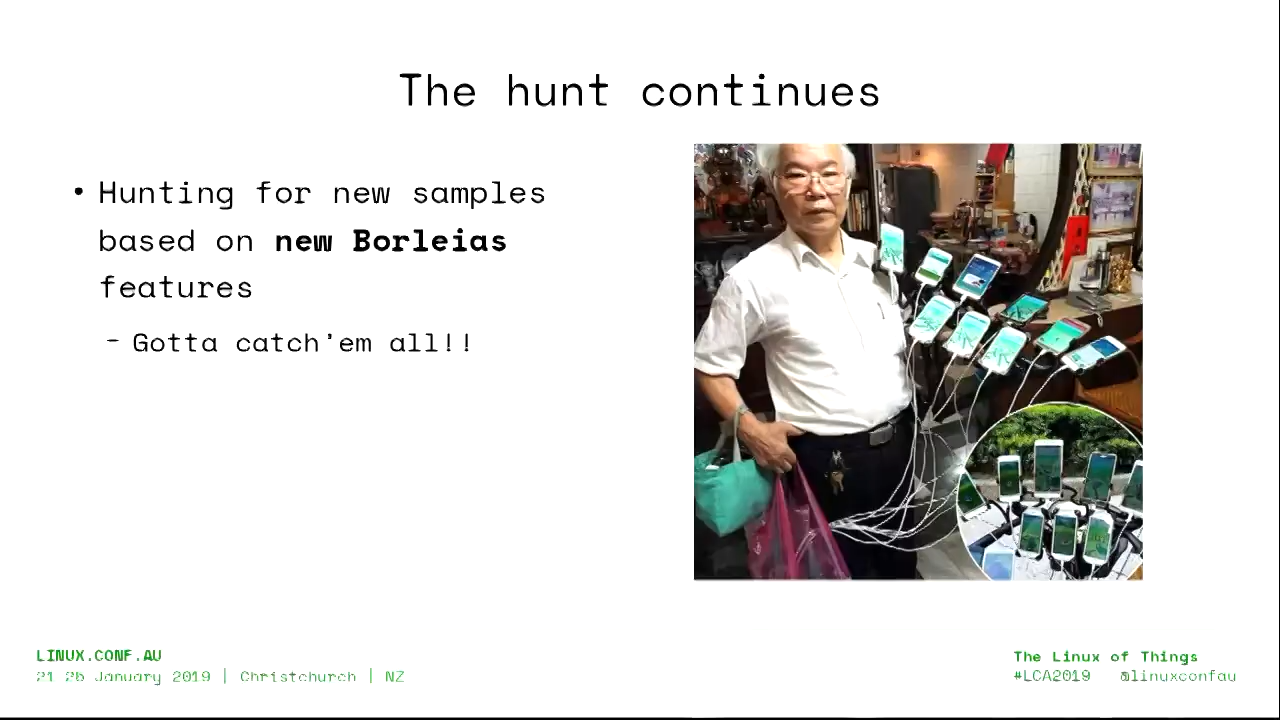 The hunt continues
• Hunting for new samples
based on new Borleias
features
– Gotta catch'em all!!
LINUX.CONF.AU
21-25 January 2019 | Christchurch | NZ
The Linux of Things
#LCA2019 @linuxconfau